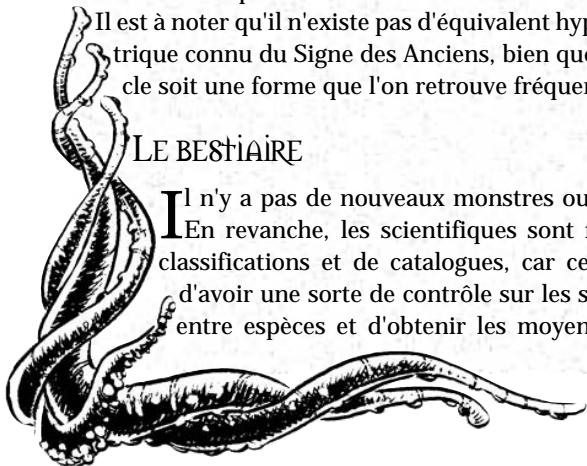 Il est à noter qu'il n'existe pas d'équivalent hyp
trique connu du Signe des Anciens, bien que
cle soit une forme que l'on retrouve fréquer
LE BESTIAIRE
Il n'y a pas de nouveaux monstres ou
En revanche, les scientifiques sont
classifications et de catalogues, car ce
d'avoir une sorte de contrôle sur les s
entre espèces et d'obtenir les moyen